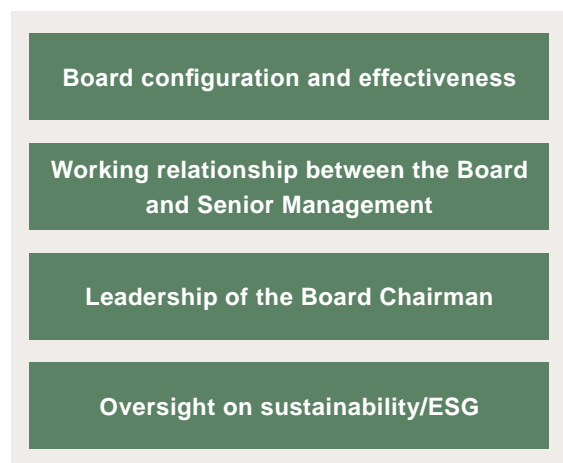 Board configuration and effectiveness
Working relationship between the Board
and Senior Management
Leadership of the Board Chairman
Oversight on sustainability/ESG